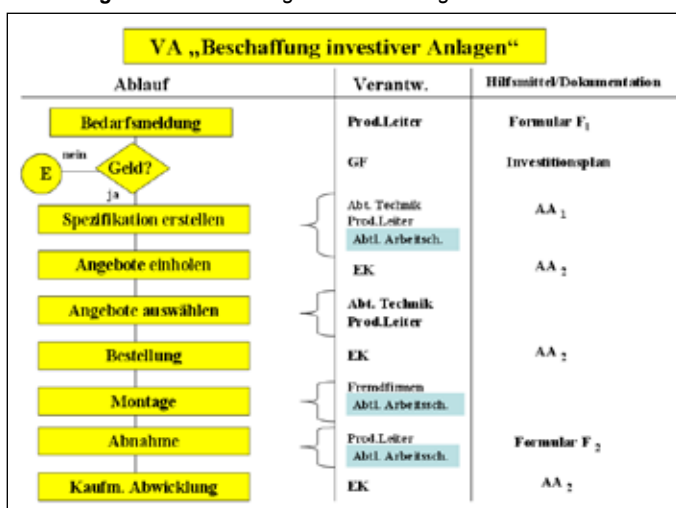 VA „Beschaffung investiver Anlagen“
Ablauf Verantw. Hilfsmittel/Dokumentation
Bedarfsmeldung Prod.Leiter Formular F1
nein
E Geld? GF Investitionsplan
ja
Abt. Technik
Spezifikation erstellen Prod.Leiter AA 1
Abtl. Arbeitsch.
Angebote einholen EK AA 2
Angebote auswählen Abt. Technik
Prod.Leiter
Bestellung EK AA 2
Fremdfirmen
Montage Abtl. Arbeitssch.
Abnahme Prod.Leiter Formular F 2
Abtl. Arbeitssch.
Kaufm. Abwicklung EK AA 2